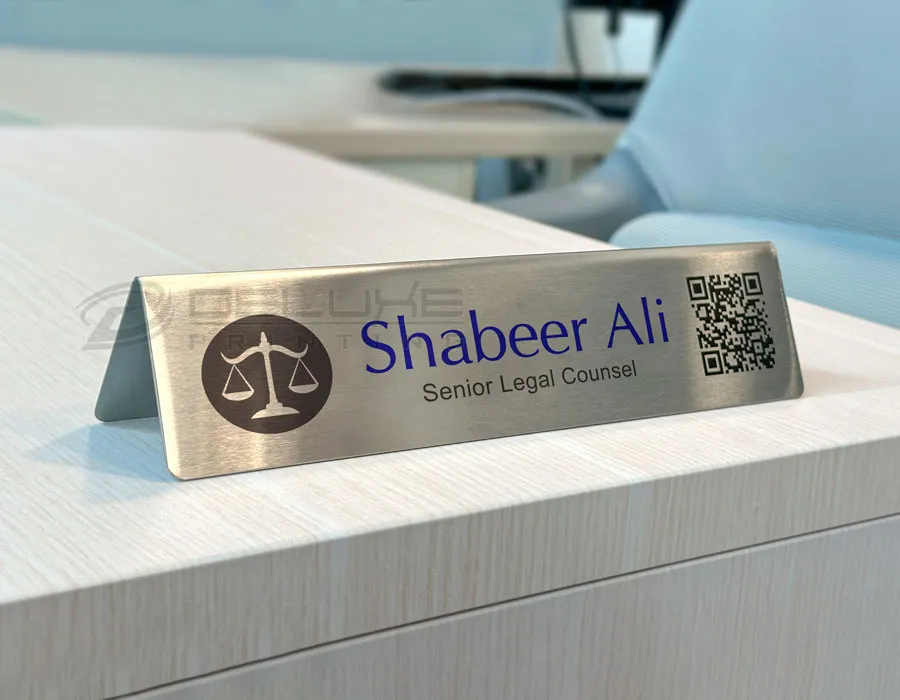 DELUXE
PRINTING
Shabeer Ali
Senior Legal Counsel